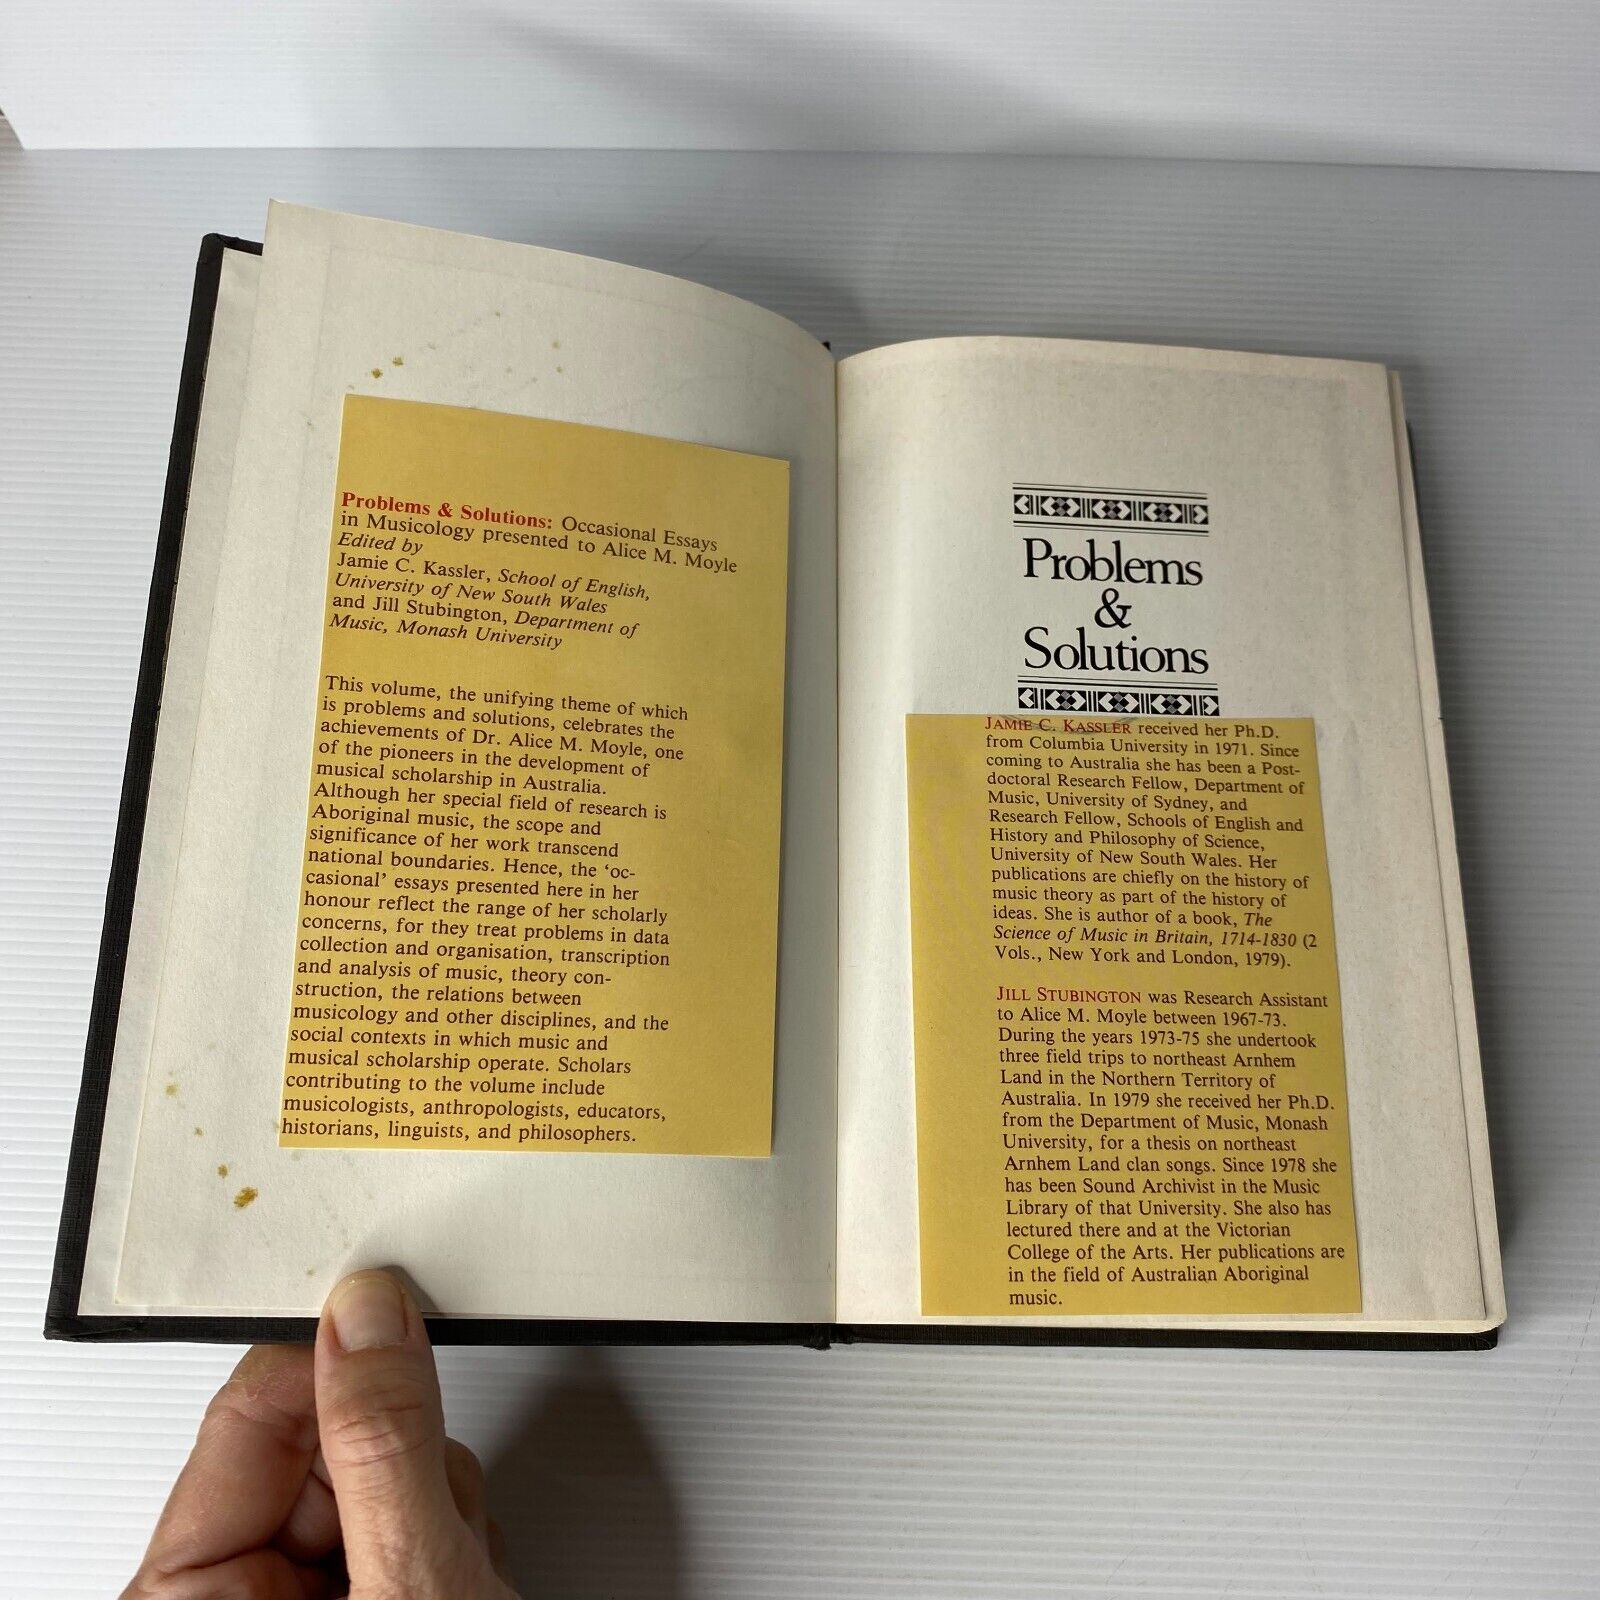 Problems & Solutions: Occasional Essays
in Musicology presented to Alice M. Moyle
Edited by
Jamie C. Kassler, School of English,
University of New South Wales
and Jill Stubington, Department of
Music, Monash University
This volume, the unifying theme of which
is problems and solutions, celebrates the
achievements of Dr. Alice M. Moyle, one
of the pioneers in the development of
musical scholarship in Australia.
Although her special field of research is
Aboriginal music, the scope and
significance of her work transcend
national boundaries. Hence, the ‘oc-
casional’ essays presented here in her
honour reflect the range of her scholarly
concerns, for they treat problems in data
collection and organisation, transcription
and analysis of music, theory con-
struction, the relations between
musicology and other disciplines, and the
social contexts in which music and
musical scholarship operate. Scholars
contributing to the volume include
musicologists, anthropologists, educators,
historians, linguists, and philosophers.
Problems
&
Solutions
JAMIE C. KASSLER received her Ph.D.
from Columbia University in 1971. Since
coming to Australia she has been a Post-
doctoral Research Fellow, Department of
Music, University of Sydney, and
Research Fellow, Schools of English and
History and Philosophy of Science,
University of New South Wales. Her
publications are chiefly on the history of
music theory as part of the history of
ideas. She is author of a book, The
Science of Music in Britain, 1714-1830 (2
Vols., New York and London, 1979).
JILL STUBINGTON was Research Assistant
to Alice M. Moyle between 1967-73.
During the years 1973-75 she undertook
three field trips to northeast Arnhem
Land in the Northern Territory of
Australia. In 1979 she received her Ph.D.
from the Department of Music, Monash
University, for a thesis on northeast
Arnhem Land clan songs. Since 1978 she
has been Sound Archivist in the Music
Library of that University. She also has
lectured there and at the Victorian
College of the Arts. Her publications are
in the field of Australian Aboriginal
music.